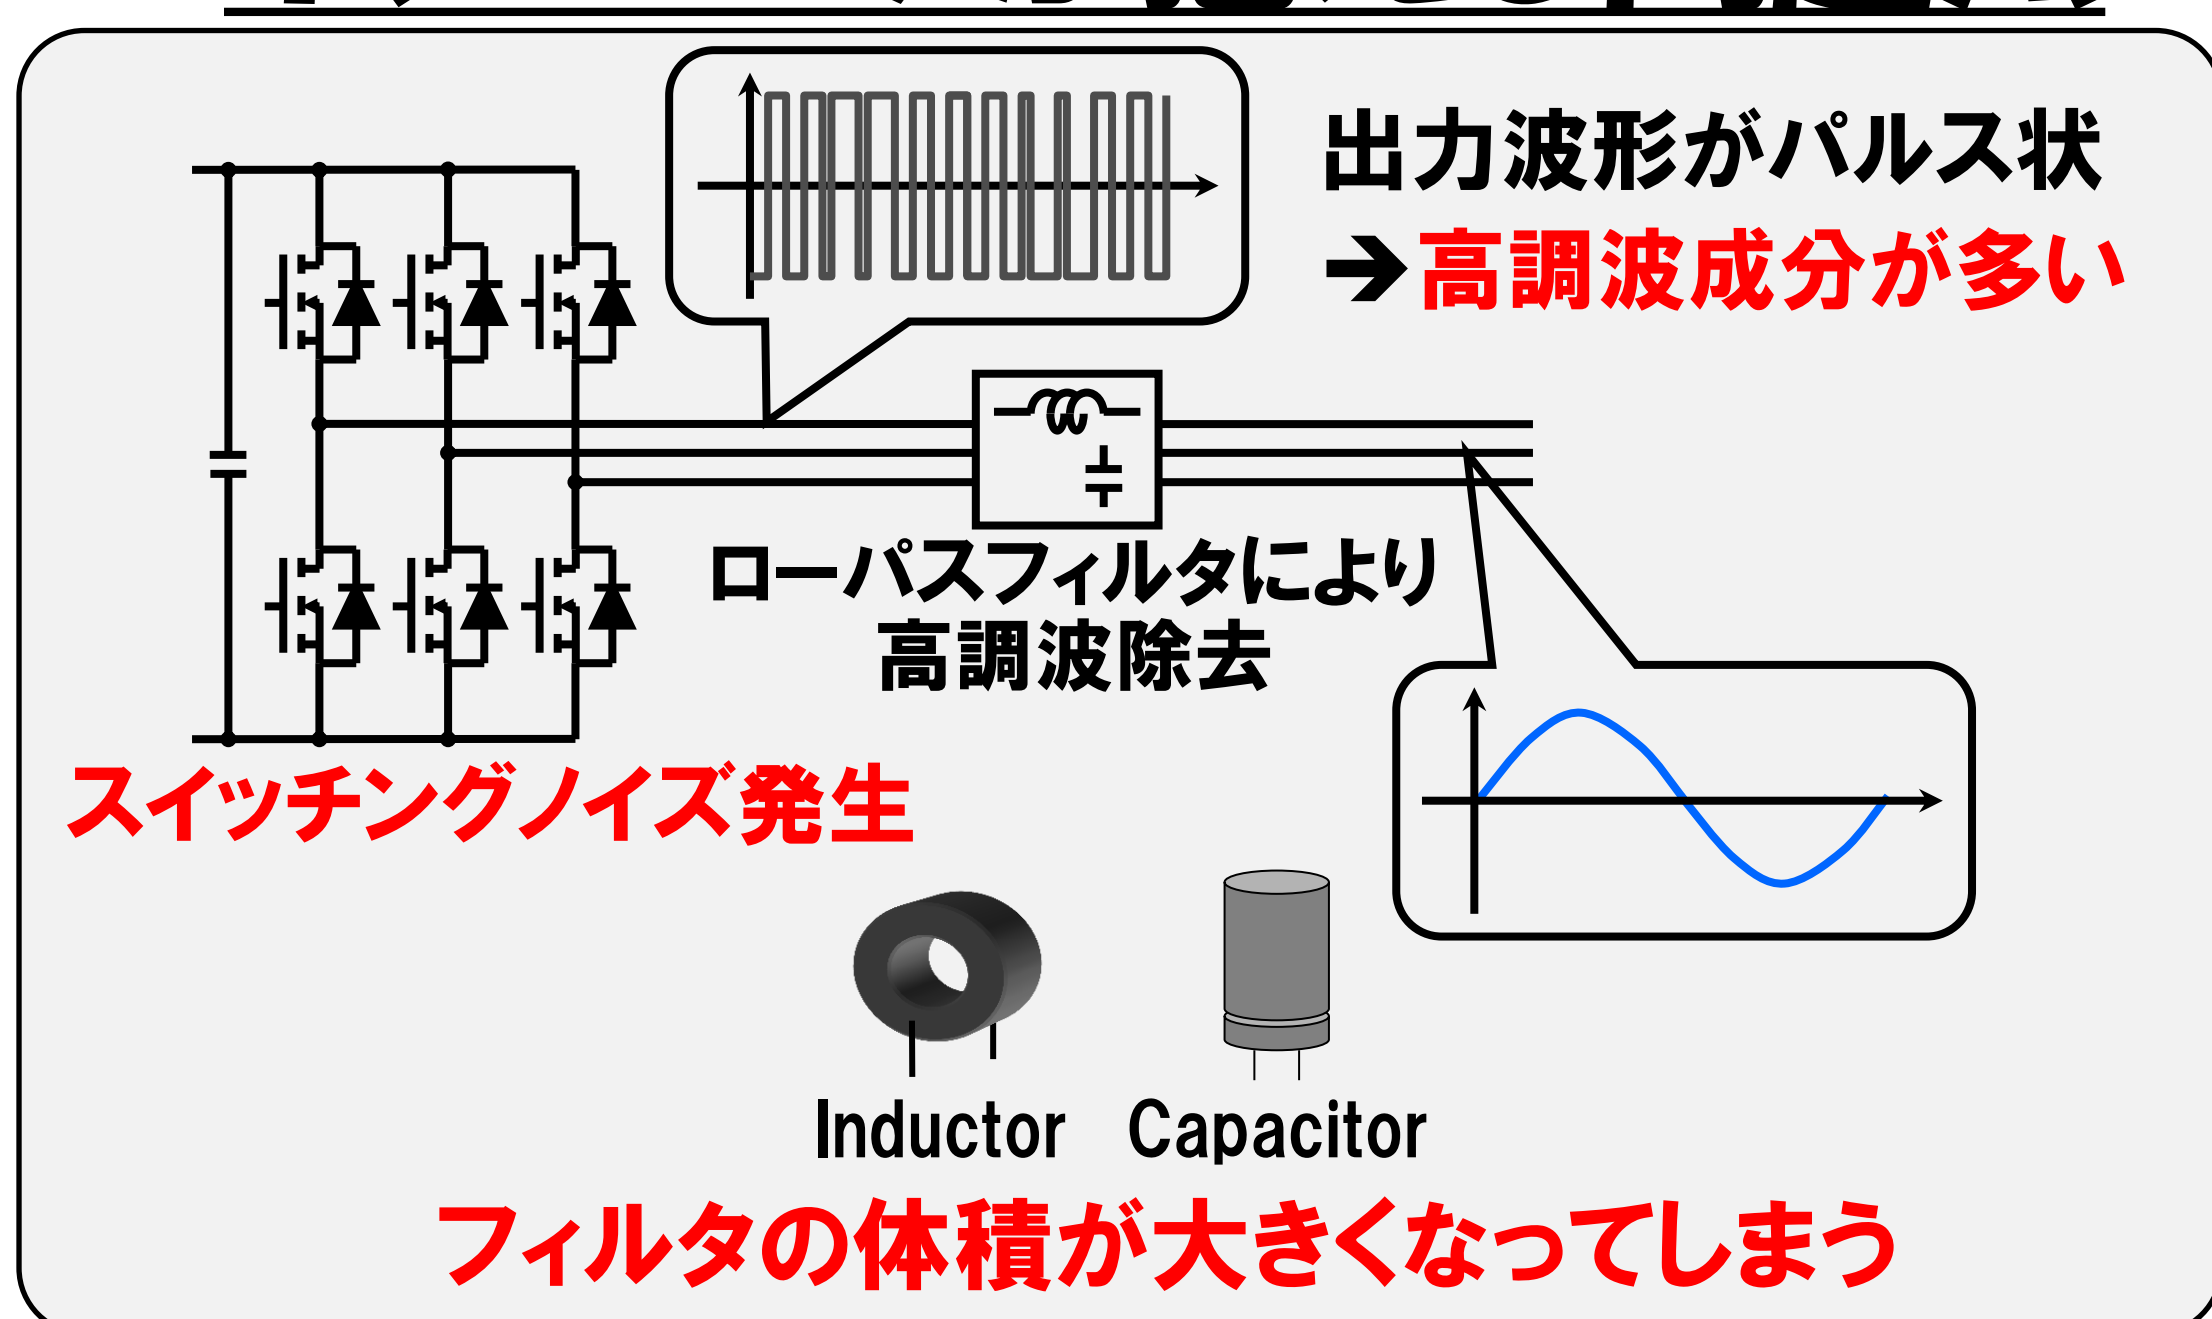 出力波形がパルス状
➔高調波成分が多い
ローパスフィルタにより
高調波除去
スイッチングノイズ発生
Inductor Capacitor
フィルタの体積が大きくなってしまう